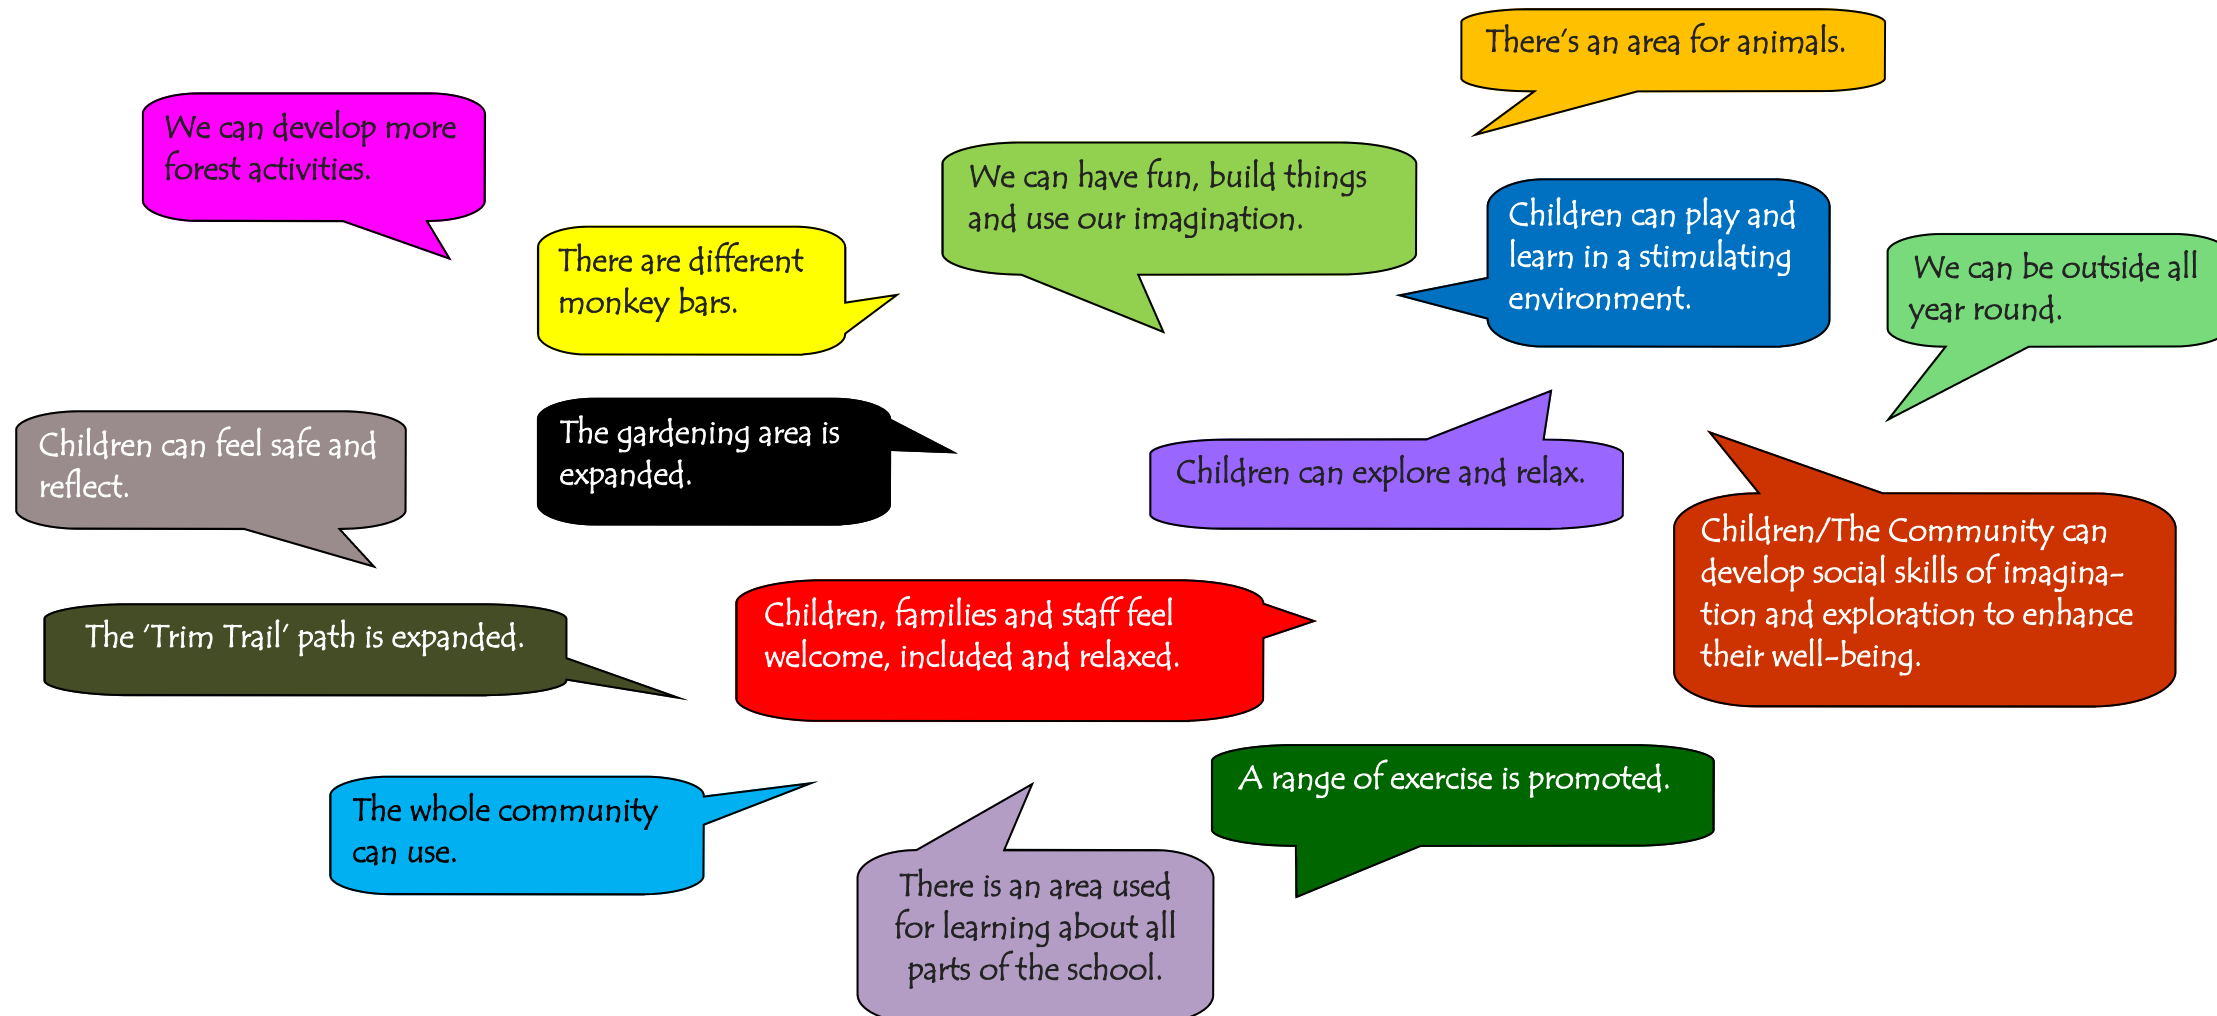 There's an area for animals.
We can develop more
forest activities.
We can have fun, build things
and use our imagination.
Children can play and
learn in a stimulating
environment.
There are different
monkey bars.
We can be outside all
year round.
Children can feel safe and
reflect.
The gardening area is
expanded.
Children can explore and relax.
Children/The Community can
develop social skills of imagina-
tion and exploration to enhance
their well-being.
The 'Trim Trail' path is expanded.
Children, families and staff feel
welcome, included and relaxed.
A range of exercise is promoted.
The whole community
can use.
There is an area used
for learning about all
parts of the school.